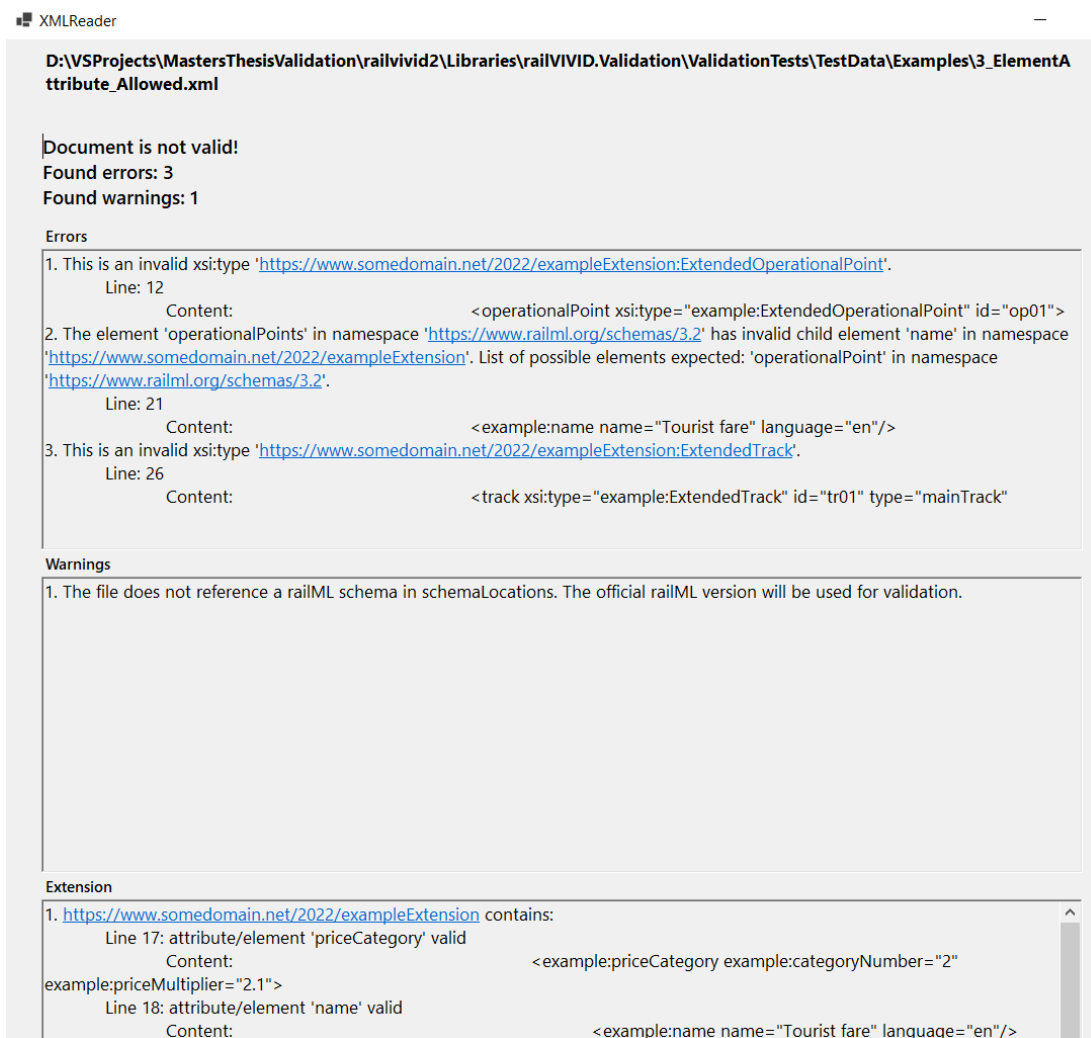 XMLReader
D:\VSProjects\MastersThesisValidation\railvivid2\Libraries\railVIVID.Validation\ValidationTests\TestData\Examples\3_ElementA
ttribute_Allowed.xml
Document is not valid!
Found errors: 3
Found warnings: 1
Errors
1. This is an invalid xsi:type 'https://www.somedomain.net/2022/exampleExtension:ExtendedOperationalPoint'.
Line: 12
Content: <operationalPoint xsi:type="example:ExtendedOperationalPoint" id="op01">
2. The element 'operationalPoints' in namespace 'https://www.railml.org/schemas/3.2' has invalid child element 'name' in namespace
'https://www.somedomain.net/2022/exampleExtension'. List of possible elements expected: 'operationalPoint' in namespace
'https://www.railml.org/schemas/3.2'.
Line: 21
Content: <example:name name="Tourist fare" language="en"/>
3. This is an invalid xsi:type 'https://www.somedomain.net/2022/exampleExtension:ExtendedTrack'.
Line: 26
Content: <track xsi:type="example:ExtendedTrack" id="tr01" type="mainTrack"
Warnings
1. The file does not reference a railML schema in schemaLocations. The official railML version will be used for validation.
Extension
1. https://www.somedomain.net/2022/exampleExtension contains:
Line 17: attribute/element 'priceCategory' valid
Content: <example:priceCategory example:categoryNumber="2"
example:priceMultiplier="2.1">
Line 18: attribute/element 'name' valid
Content: <example:name name="Tourist fare" language="en"/>